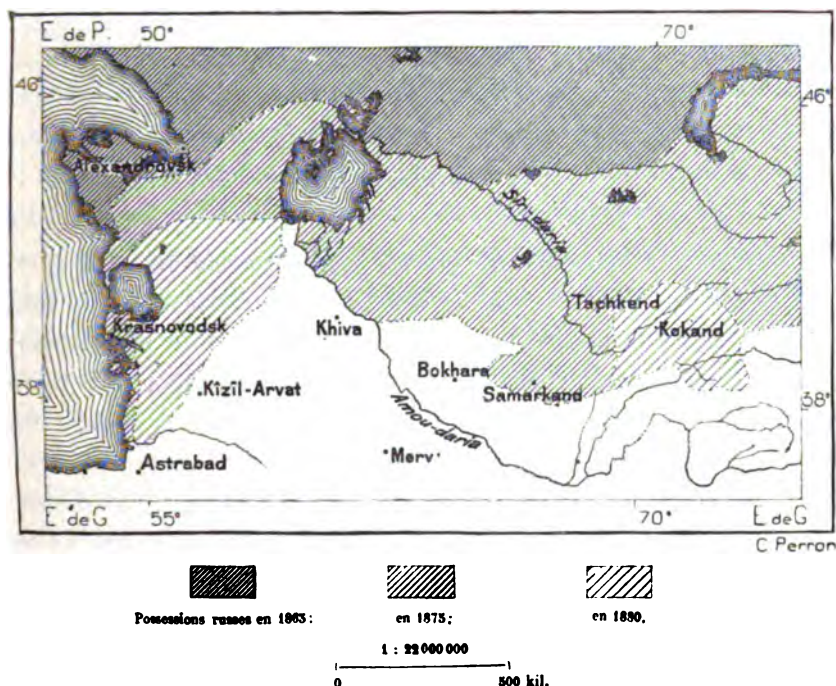 E de P. 50° 70°
46° 46°
Alexandrovsk
Sir-daria
Tachkend
Krasnovodsk
Khiva
Kokand
Bokhara
38° Kizil-Arvat Samarkand 38°
Amou-daria
Merv
Astrabad
E de G 55° 70° E de G
C Perron
Possessions russes en 1863: en 1875; en 1880.
1 : 22 000 000
0 500 kil.